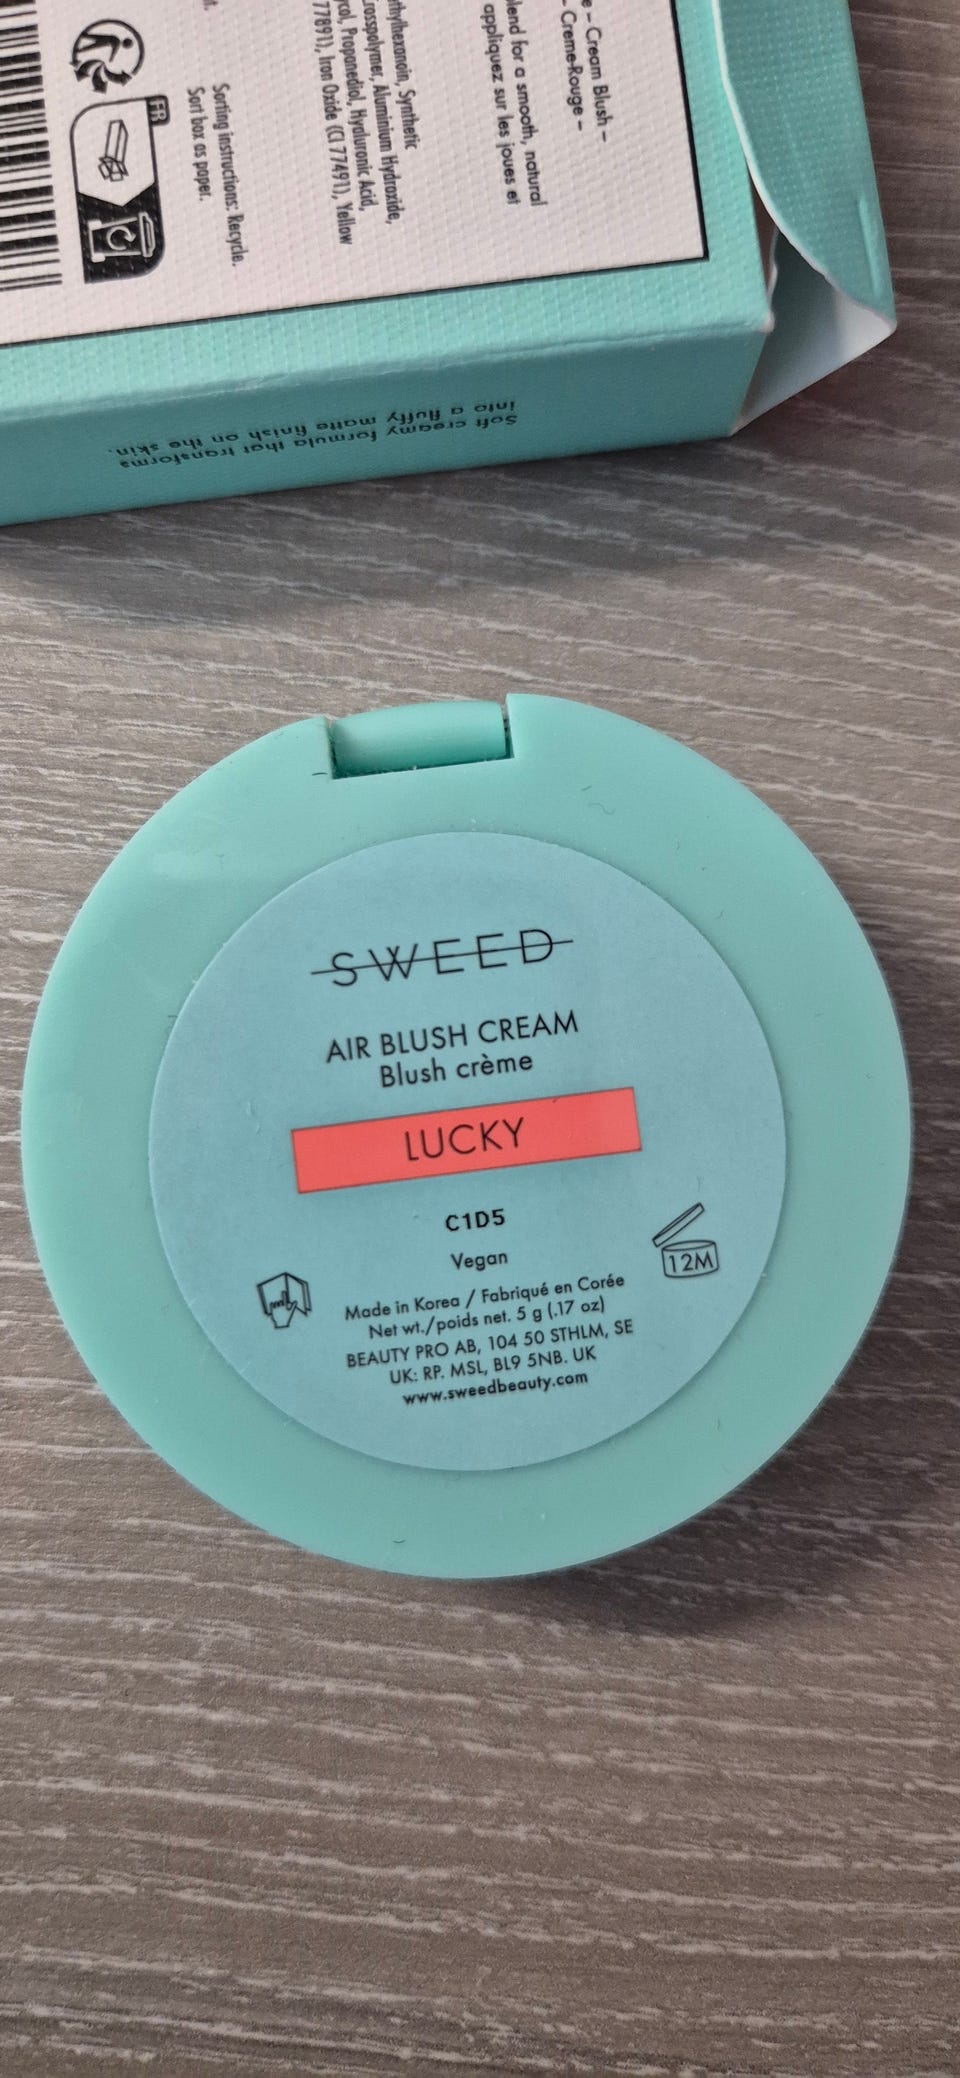 e – Cream Blush –
– Creme-Rouge –
blend for a smooth, natural
appliquez sur les joues et
Synthetic
Aluminium Hydroxide,
Propanediol, Hyaluronic Acid,
77891), Iron Oxide (CI 77491), Yellow
Sorting instructions: Recycle.
Sort box as paper.
FR
Soft creamy formula that transforms
into a fluffy matte finish on the skin.
SWEED
AIR BLUSH CREAM
Blush crème
LUCKY
C1D5
Vegan
12M
Made in Korea / Fabriqué en Corée
Net wt./poids net. 5 g (.17 oz)
BEAUTY PRO AB, 104 50 STHLM, SE
UK: RP. MSL, BL9 5NB. UK
www.sweedbeauty.com